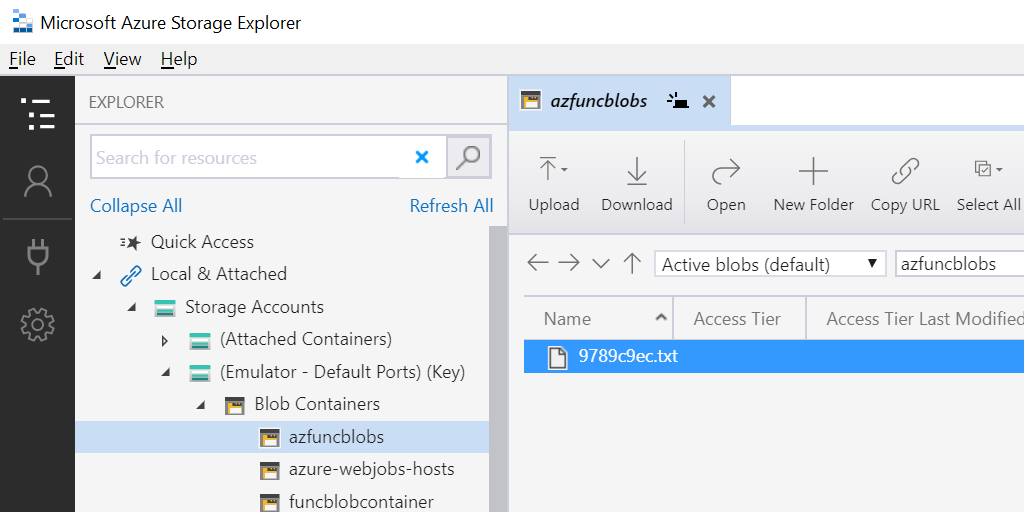 Microsoft Azure Storage Explorer
File Edit View Help
EXPLORER
Search for resources
Collapse All Refresh All
Quick Access
Local & Attached
Storage Accounts
(Attached Containers)
(Emulator - Default Ports) (Key)
Blob Containers
azfuncblobs
azure-webjobs-hosts
funcblobcontainer
azfuncblobs
Upload Download Open New Folder Copy URL Select All
Active blobs (default) azfuncblobs
Name Access Tier Access Tier Last Modified
9789c9ec.txt